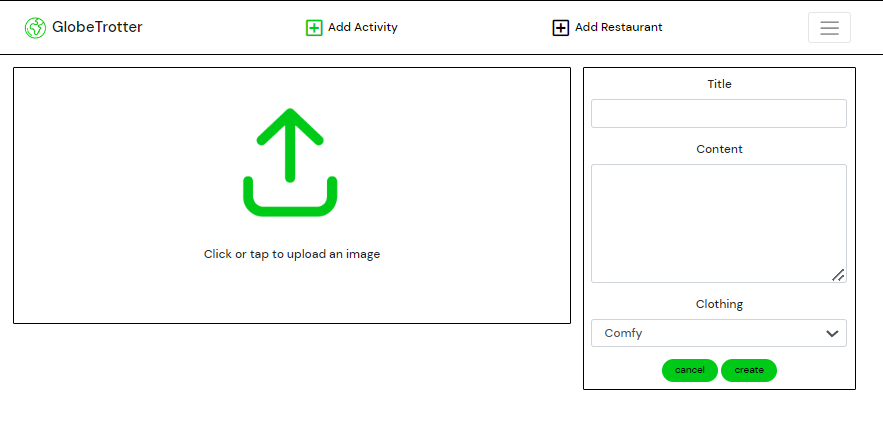 GlobeTrotter
Add Activity
Add Restaurant
Click or tap to upload an image
Title
Content
Clothing
Comfy
cancel
create